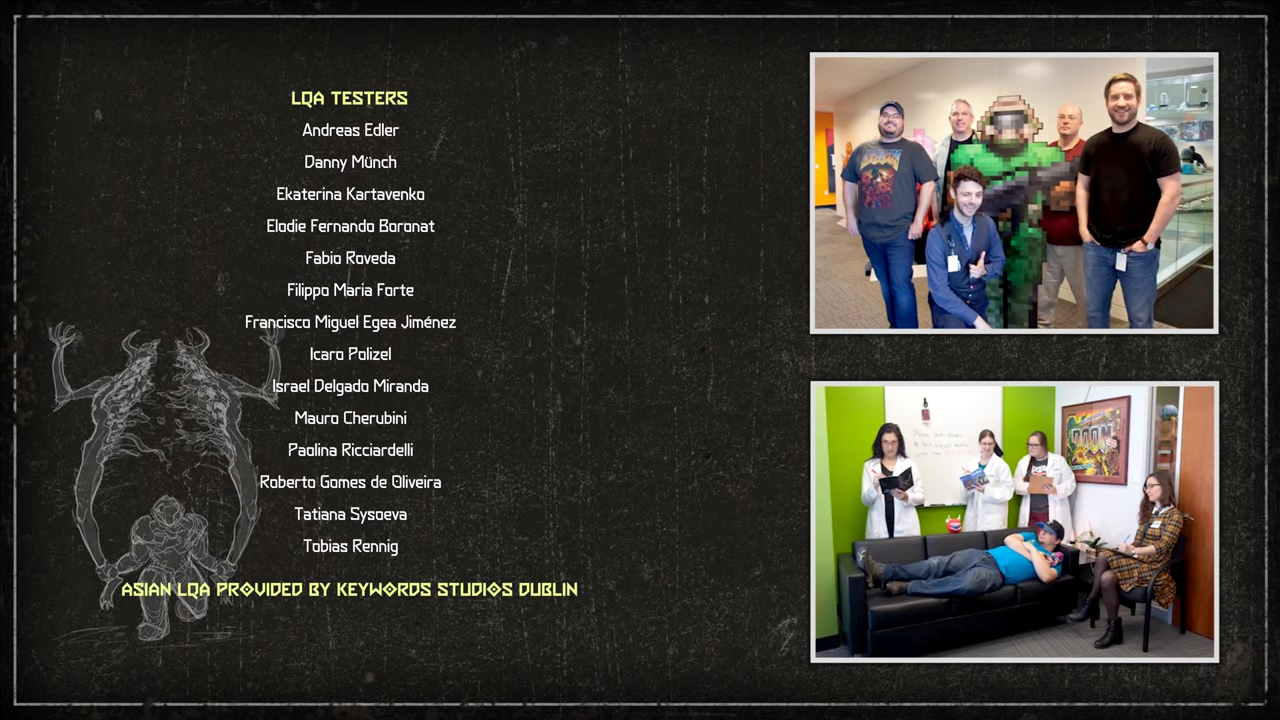 LQA TESTERS
Andreas Edler
Danny Münch
Ekaterina Kartavenko
Elodie Fernando Boronat
Fabio Roveda
Filippo Maria Forte
Francisco Miguel Egea Jiménez
Icaro Polizel
Israel Delgado Miranda
Mauro Cherubini
Paolina Ricciardelli
Roberto Gomes de Oliveira
Tatiana Sysoeva
Tobias Rennig
ASIAN LQA PROVIDED BY KEYWORDS STUDIOS DUBLIN
DOOM
DOOM